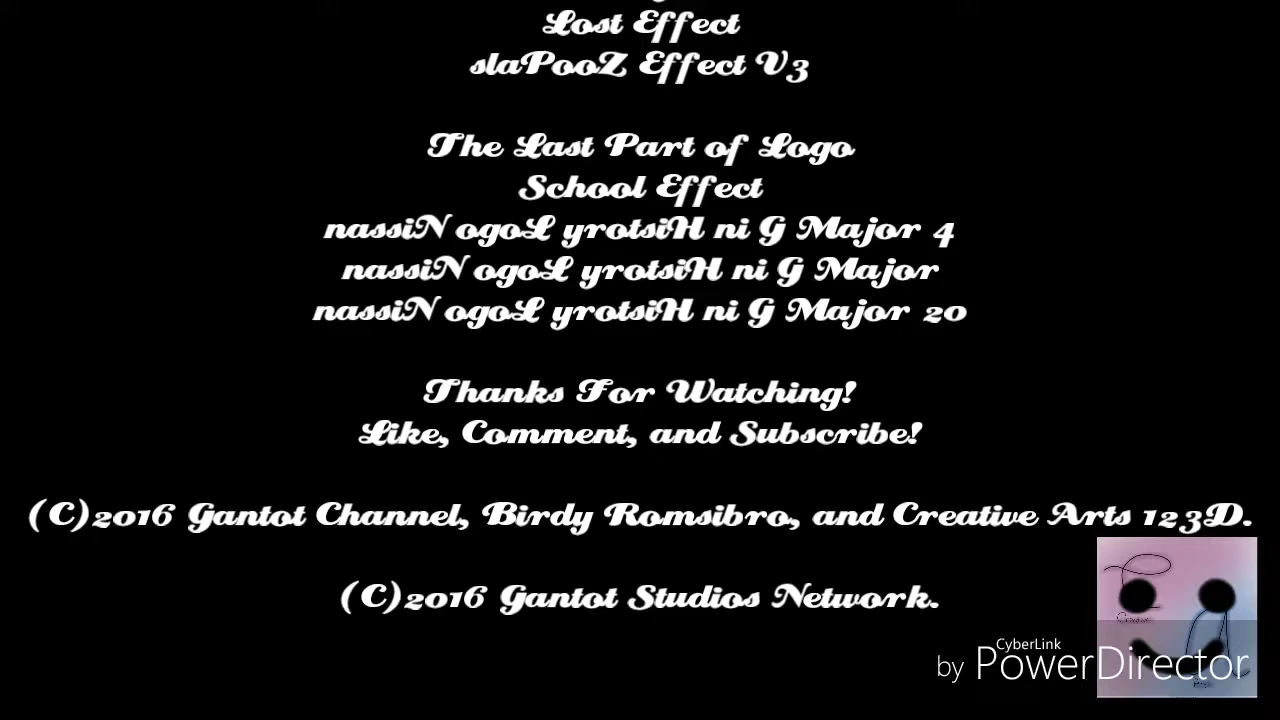 Lost Effect
slaPooZ Effect V3
The Last Part of Logo
School Effect
nassiN ogoL yrotsiH ni G Major 4
nassiN ogoL yrotsiH ni G Major
nassiN ogoL yrotsiH ni G Major 20
Thanks For Watching!
Like, Comment, and Subscribe!
(C)2016 Gantot Channel, Birdy Romsibro, and Creative Arts 123D.
(C)2016 Gantot Studios Network.
Creative
CyberLink
by PowerDirector